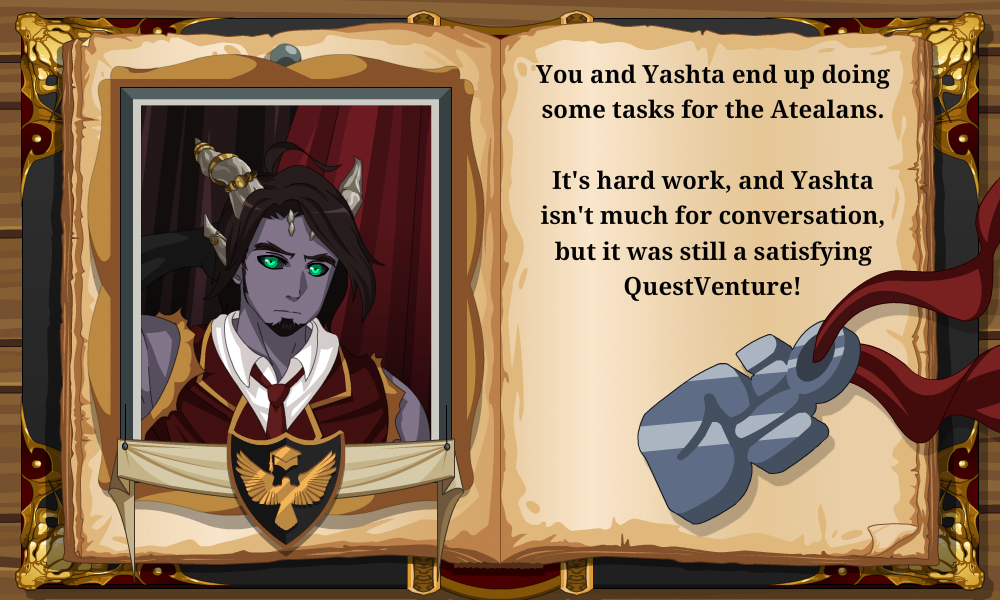 You and Yashta end up doing
some tasks for the Atealans.
It's hard work, and Yashta
isn't much for conversation,
but it was still a satisfying
QuestVenture!